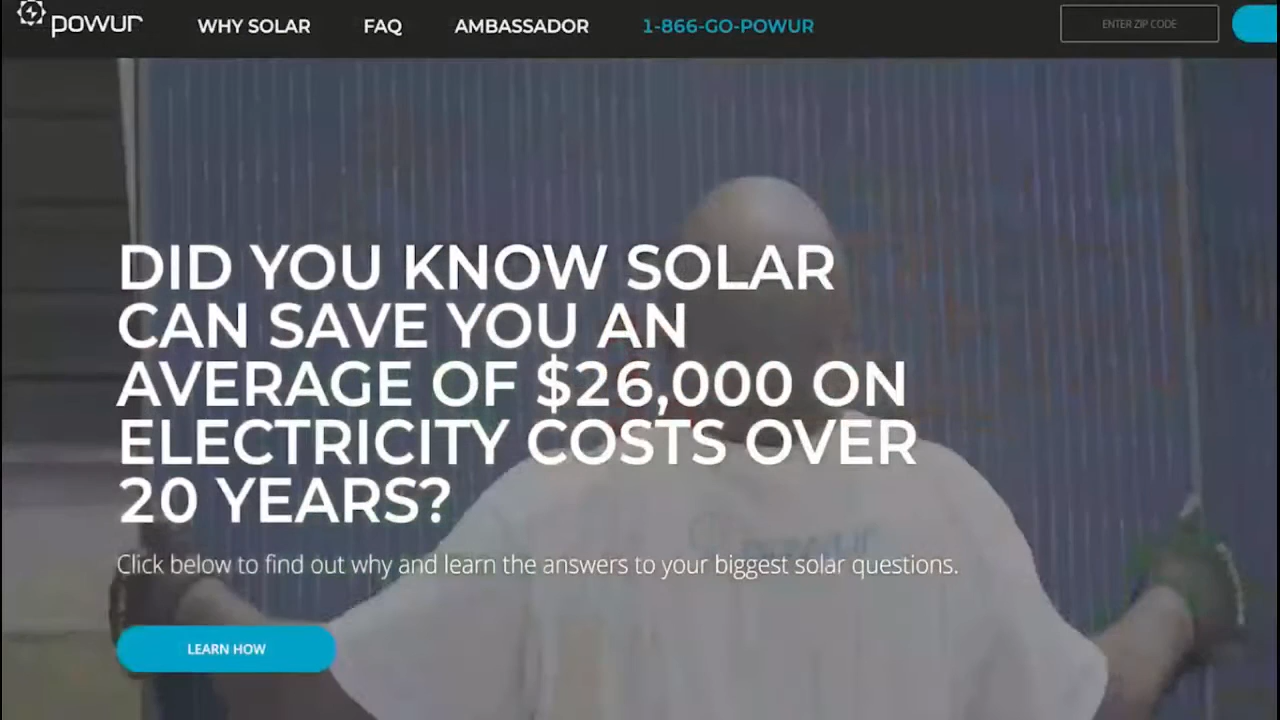 powur
WHY SOLAR
FAQ
AMBASSADOR
1-866-GO-POWUR
ENTER ZIP CODE
DID YOU KNOW SOLAR
CAN SAVE YOU AN
AVERAGE OF $26,000 ON
ELECTRICITY COSTS OVER
20 YEARS?
Click below to find out why and learn the answers to your biggest solar questions.
LEARN HOW